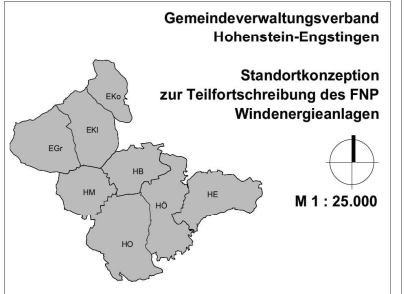 Gemeindeverwaltungsverband
Hohenstein-Engstingen
Standortkonzeption
zur Teilfortschreibung des FNP
Windenergieanlagen
M 1 : 25.000
EKo
EKl
EGr
HB
HM
HÖ
HE
HO